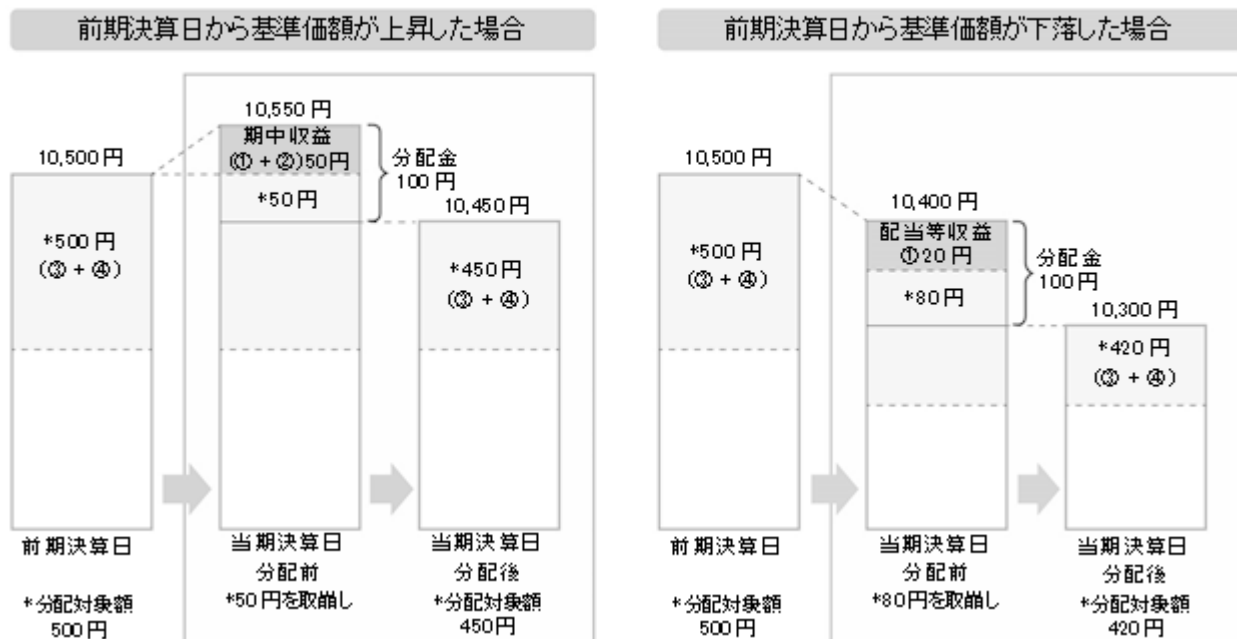 前期決算日から基準価額が上昇した場合
10,550円
期中収益
(①+②)50円
*50円
分配金
100円
10,500円
*500円
(③+④)
10,450円
*450円
(③+④)
前期決算日
*分配対象額
500円
当期決算日
分配前
*50円を取崩し
当期決算日
分配後
*分配対象額
450円
前期決算日から基準価額が下落した場合
10,500円
*500円
(③+④)
10,400円
配当等収益
①20円
*80円
分配金
100円
10,300円
*420円
(③+④)
前期決算日
*分配対象額
500円
当期決算日
分配前
*80円を取崩し
当期決算日
分配後
*分配対象額
420円